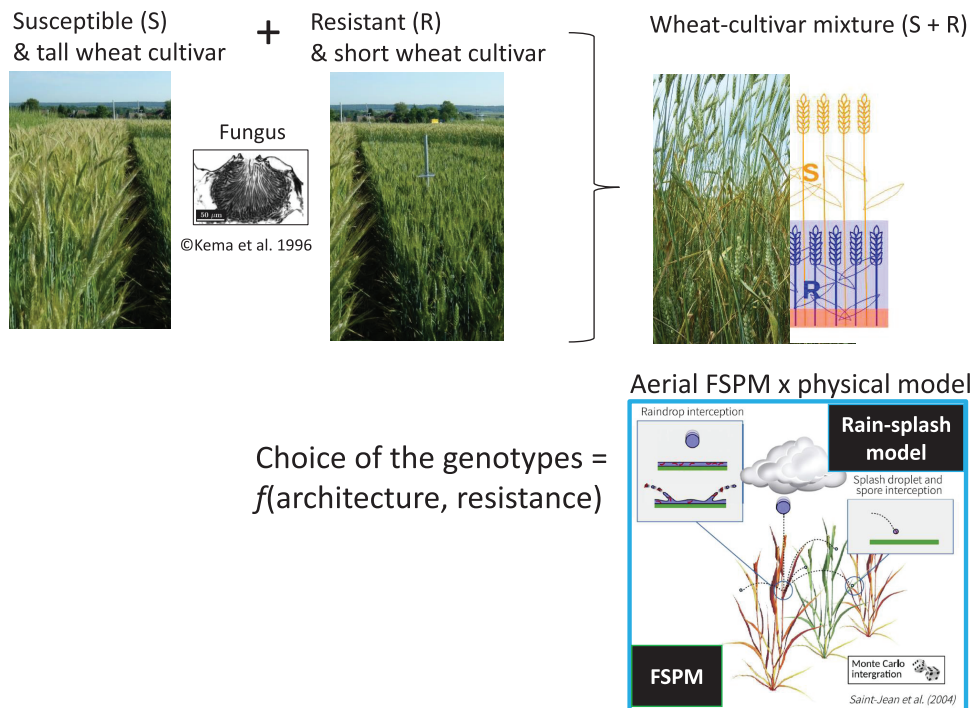 Susceptible (S)
& tall wheat cultivar
+
Resistant (R)
& short wheat cultivar
Wheat-cultivar mixture (S + R)
Fungus
50 µm
©Kema et al. 1996
S
R
Aerial FSPM x physical model
Raindrop interception
Rain-splash
model
Splash droplet and
spore interception
Choice of the genotypes =
f(architecture, resistance)
FSPM
Monte Carlo
intergration
Saint-Jean et al. (2004)